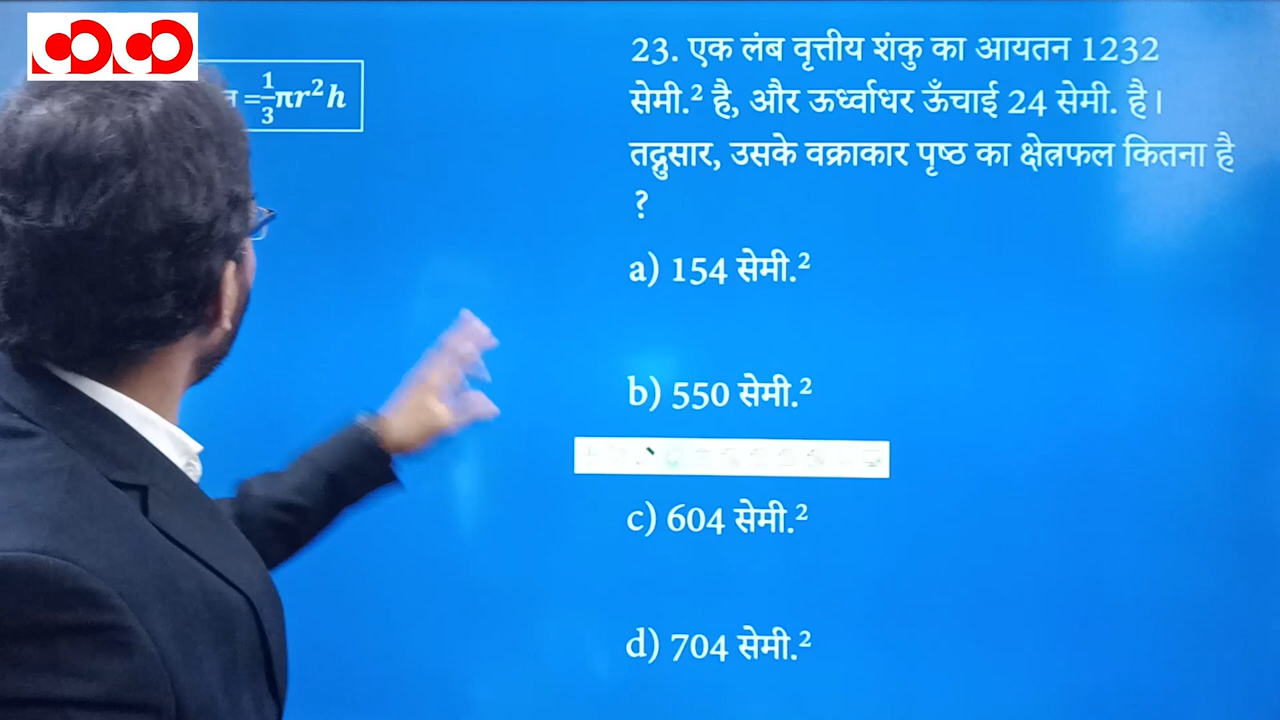 =1/3πr²h
23. एक लंब वृत्तीय शंकु का आयतन 1232
सेमी.² है, और ऊर्ध्वाधर ऊँचाई 24 सेमी. है।
तद्नुसार, उसके वक्राकार पृष्ठ का क्षेत्रफल कितना है
?
a) 154 सेमी.²
b) 550 सेमी.²
c) 604 सेमी.²
d) 704 सेमी.²